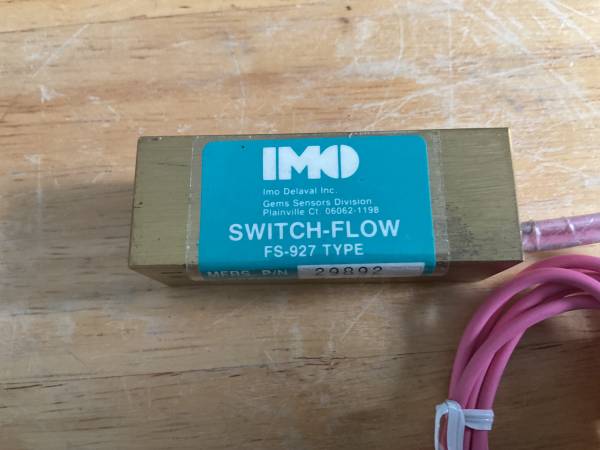 IMO
Imo Delaval Inc.
Gems Sensors Division
Plainville Ct. 06062-1198
SWITCH-FLOW
FS-927 TYPE
MFRS. P/N 29892